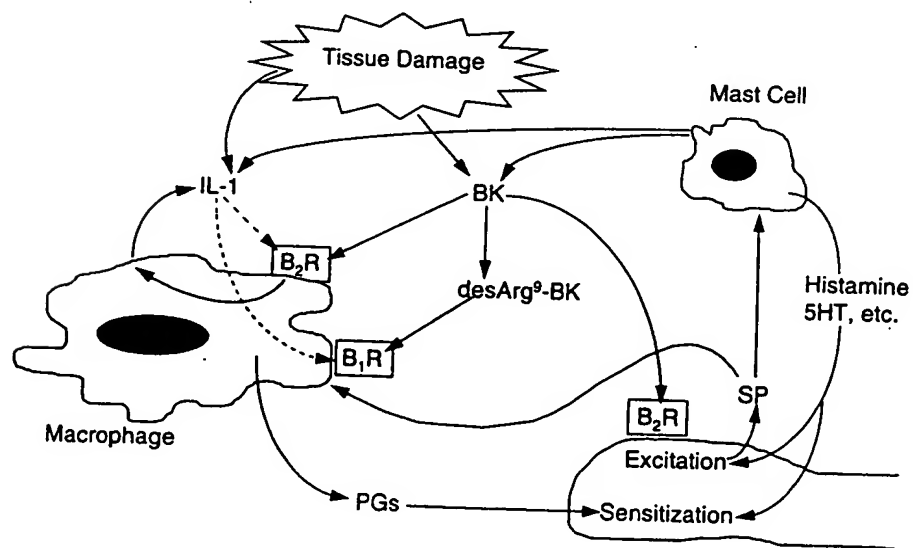 Tissue Damage
Mast Cell
IL-1
BK
B₂R
desArg⁹-BK
Histamine
5HT, etc.
B₁R
SP
B₂R
Macrophage
Excitation
PGs
Sensitization